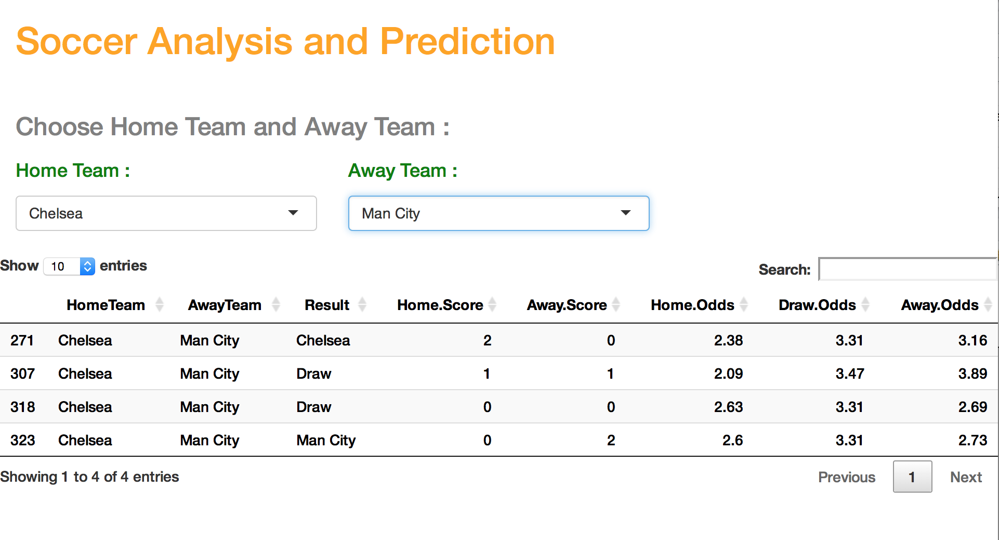 Soccer Analysis and Prediction
Choose Home Team and Away Team :
Home Team : Away Team :
Chelsea Man City
Show 10 entries Search:
HomeTeam AwayTeam Result Home.Score Away.Score Home.Odds Draw.Odds Away.Odds
271 Chelsea Man City Chelsea 2 0 2.38 3.31 3.16
307 Chelsea Man City Draw 1 1 2.09 3.47 3.89
318 Chelsea Man City Draw 0 0 2.63 3.31 2.69
323 Chelsea Man City Man City 0 2 2.6 3.31 2.73
Showing 1 to 4 of 4 entries Previous 1 Next